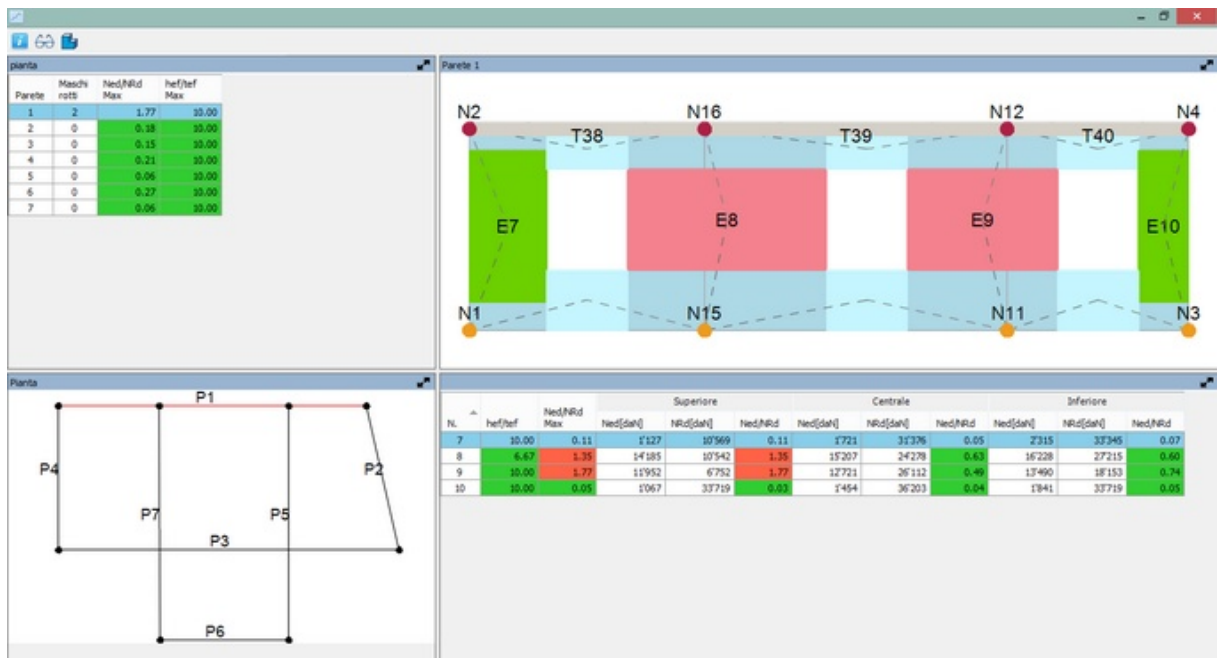 pianta
Parete Maschi rotti Ned/NRd Max hef/tef Max
1 2 1.77 10.00
2 0 0.18 10.00
3 0 0.15 10.00
4 0 0.21 10.00
5 0 0.06 10.00
6 0 0.27 10.00
7 0 0.06 10.00
Parete 1
N2 N16 N12 N4
T38 T39 T40
E7 E8 E9 E10
N1 N15 N11 N3
Pianta
P1
P4 P2
P7 P5
P3
P6
Superiore Centrale Inferiore
N. hef/tef Ned/NRd Max Ned[daN] NRd[daN] Ned/NRd Ned[daN] NRd[daN] Ned/NRd Ned[daN] NRd[daN] Ned/NRd
7 10.00 0.11 1'127 10'569 0.11 1'721 31'376 0.05 2'315 33'345 0.07
8 6.67 1.35 14'185 10'542 1.35 15'207 24'278 0.63 16'228 27'215 0.60
9 10.00 1.77 11'952 6'752 1.77 12'721 26'112 0.49 13'490 18'153 0.74
10 10.00 0.05 1'067 33'719 0.03 1'454 36'203 0.04 1'841 33'719 0.05